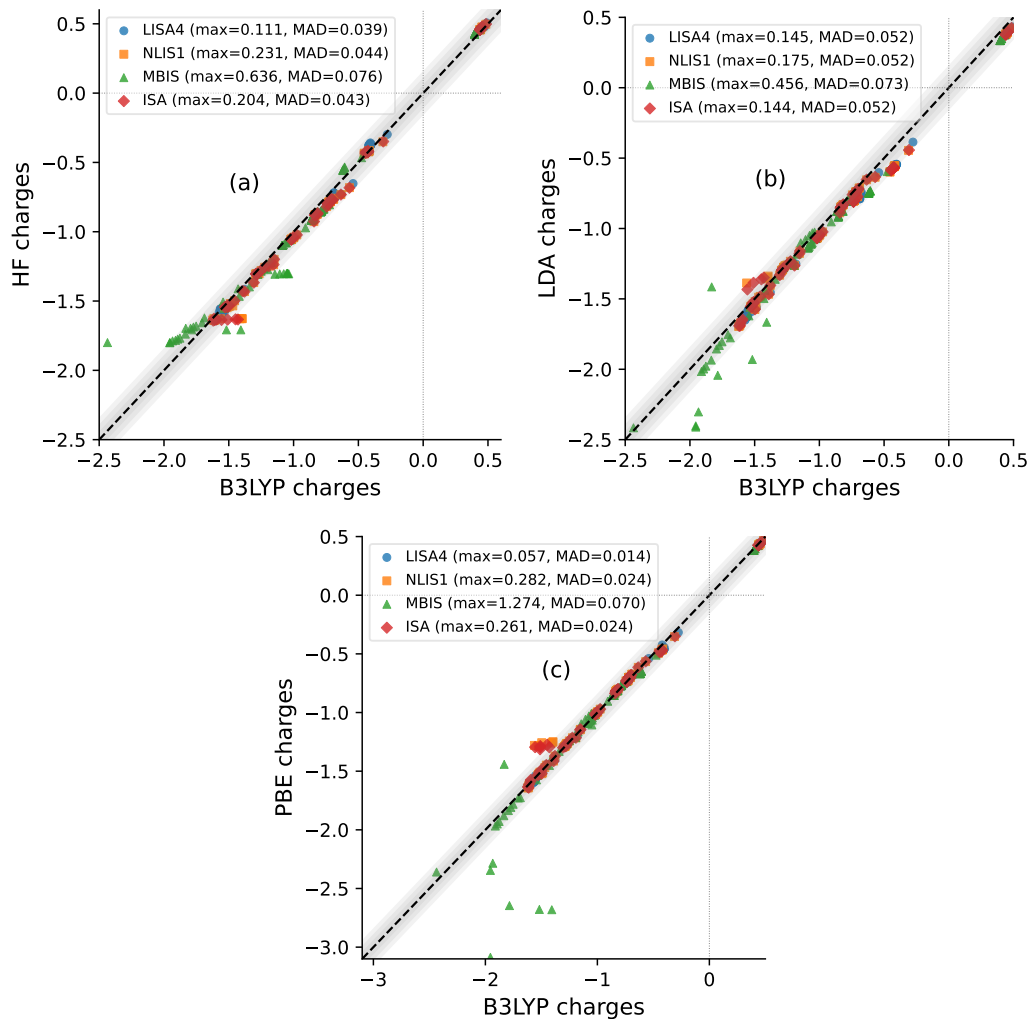 LISA4 (max=0.111, MAD=0.039)
NLIS1 (max=0.231, MAD=0.044)
MBIS (max=0.636, MAD=0.076)
ISA (max=0.204, MAD=0.043)
(a)
HF charges
0.5
0.0
−0.5
−1.0
−1.5
−2.0
−2.5
−2.5 −2.0 −1.5 −1.0 −0.5 0.0 0.5
B3LYP charges
LISA4 (max=0.145, MAD=0.052)
NLIS1 (max=0.175, MAD=0.052)
MBIS (max=0.456, MAD=0.073)
ISA (max=0.144, MAD=0.052)
(b)
LDA charges
0.5
0.0
−0.5
−1.0
−1.5
−2.0
−2.5
−2.5 −2.0 −1.5 −1.0 −0.5 0.0 0.5
B3LYP charges
LISA4 (max=0.057, MAD=0.014)
NLIS1 (max=0.282, MAD=0.024)
MBIS (max=1.274, MAD=0.070)
ISA (max=0.261, MAD=0.024)
(c)
PBE charges
0.5
0.0
−0.5
−1.0
−1.5
−2.0
−2.5
−3.0
−3 −2 −1 0
B3LYP charges